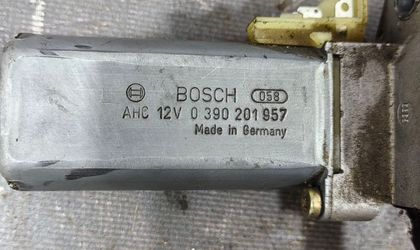 BOSCH 058
AHC 12V 0 390 201 957
Made in Germany